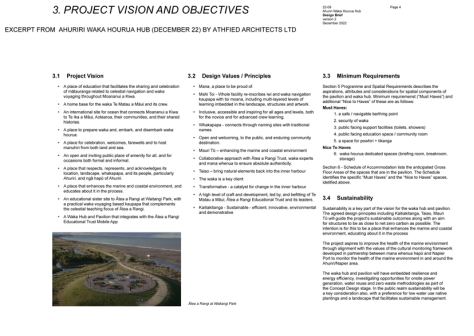 3. PROJECT VISION AND OBJECTIVES
22-09
Ahuriri Waka Hourua Hub
Design Brief
version 3
December 2022
Page 4
EXCERPT FROM AHURIRI WAKA HOURUA HUB (DECEMBER 22) BY ATHFIED ARCHITECTS LTD
3.1 Project Vision
• A place of education that facilitates the sharing and celebration
of mātauranga related to celestial navigation and waka
voyaging throughout Moananui a Kiwa.
• A home base for the waka Te Matau a Māui and its crew.
• An international site for ocean that connects Moananui a Kiwa
to Te Ika a Māui, Aotearoa, their communities, and their shared
histories.
• A place to prepare waka and, embark, and disembark waka
hourua.
• A place for celebration, welcomes, farewells and to host
manuhiri from both land and sea.
• An open and inviting public place of amenity for all, and for
occasions both formal and informal.
• A place that respects, represents, and acknowledges its
location, landscape, whakapapa, and its people, particularly
Ahuriri, and ngā hapū of Ahuriri
• A place that enhances the marine and coastal environment, and
educates about it in the process.
• An educational sister site to Ātea a Rangi at Waitangi Park, with
a practical waka voyaging based kaupapa that complements
the celestial teaching focus of Ātea a Rangi
• A Waka Hub and Pavilion that integrates with the Ātea a Rangi
Educational Trust Mobile App
3.2 Design Values / Principles
• Mana, a place to be proud of
• Mahi Toi - Whole facility re-describes iwi and waka navigation
kaupapa with toi moana, including multi-layered levels of
learning imbedded in the landscape, structures and artwork.
• Inclusive, accessible and inspiring for all ages and levels, both
for the novice and for advanced crew learning.
• Whakapapa - connects through naming sites with traditional
names
• Open and welcoming, to the public, and enduring community
destination.
• Mauri Tū – enhancing the marine and coastal environment
• Collaborative approach with Ātea a Rangi Trust, waka experts
and mana whenua to ensure absolute authenticity.
• Taiao – bring natural elements back into the inner harbour
• The waka is a key client
• Transformative - a catalyst for change in the inner harbour
• A high level of craft and development, led by, and befitting of Te
Matau a Māui, Ātea a Rangi Educational Trust and its leaders.
• Kaitiakitanga - Sustainable - efficient, innovative, environmental
and demonstrative
Ātea a Rangi at Waitangi Park
3.3 Minimum Requirements
Section 5 Programme and Spatial Requirements describes the
aspirations, attributes and considerations for spatial components of
the pavilion and waka hub. Minimum requirements ("Must Haves") and
additional "Nice to Haves" of these are as follows:
Must Haves:
1. a safe / navigable berthing point
2. security of waka
3. public facing support facilities (toilets, showers)
4. public facing education space / community room
5. a space for powhiri + tikanga
Nice To Haves
6. waka hourua dedicated spaces (briefing room, breakroom,
storage)
Section 6 - Schedule of Accommodation lists the anticipated Gross
Floor Areas of the spaces that are in the pavilion. The Schedule
identifies the specific "Must Haves" and the "Nice to Haves" spaces,
idetified above.
3.4 Sustainability
Sustainability is a key part of the vision for the waka hub and pavilion.
The agreed design principles including Kaitiakitanga, Taiao, Mauri
Tū will guide the project's sustainable outcomes along with an aim
for structures to be as close to net zero carbon as possible. The
intention is for this to be a place that enhances the marine and coastal
environment, educating about it in the process
The project aspires to improve the health of the marine environment
through alignment with the values of the cultural monitoring framework
developed in partnership between mana whenua hapū and Napier
Port to monitor the health of the marine environment in and around the
Ahuriri/Napier area.
The waka hub and pavilion will have embedded resilience and
energy efficiency, investigating opportunities for onsite power
generation, water reuse and zero waste methodologies as part of
the Concept Design stage. In the public realm sustainability will be
a key consideration also, with a preference for low-water use native
plantings and a landscape that facilitates sustainable management.